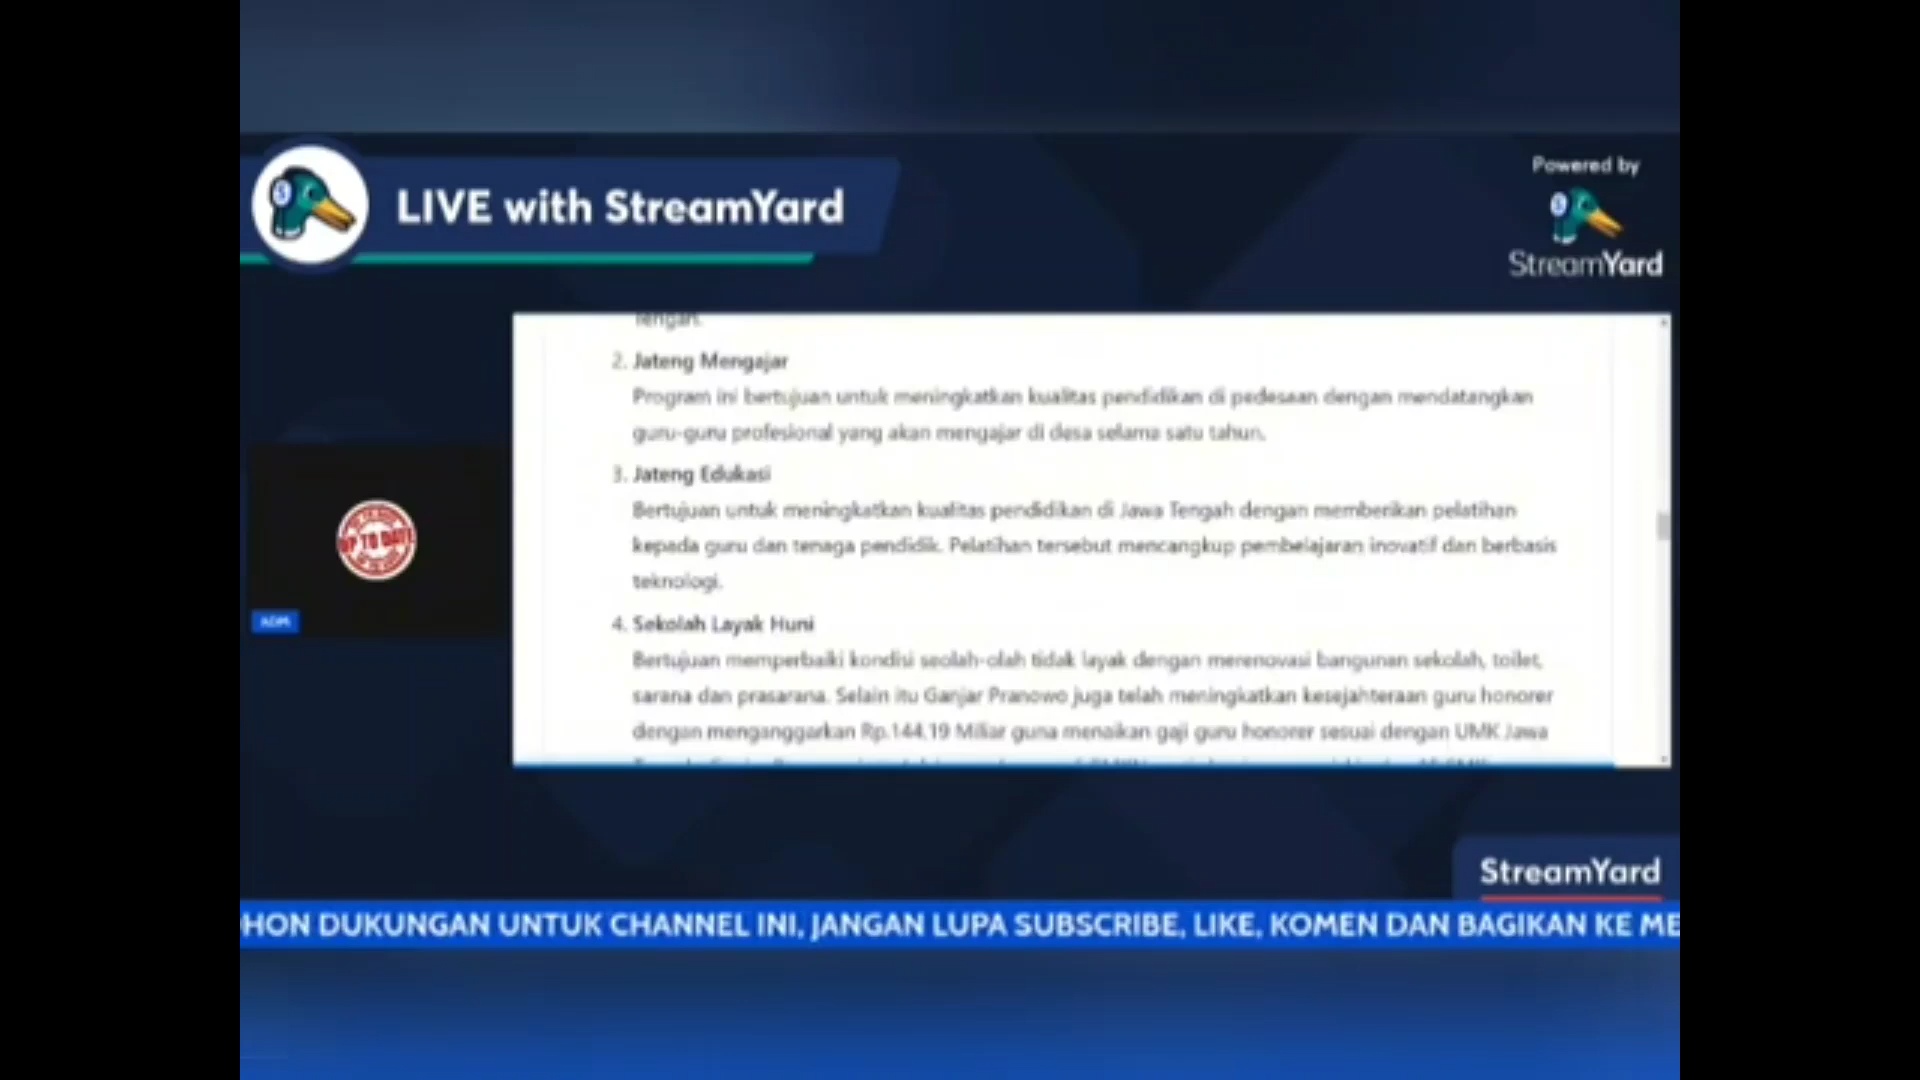 LIVE with StreamYard
Powered by
StreamYard
Tengah.
2. Jateng Mengajar
Program ini bertujuan untuk meningkatkan kualitas pendidikan di pedesaan dengan mendatangkan
guru-guru profesional yang akan mengajar di desa selama satu tahun.
3. Jateng Edukasi
Bertujuan untuk meningkatkan kualitas pendidikan di Jawa Tengah dengan memberikan pelatihan
kepada guru dan tenaga pendidik. Pelatihan tersebut mencangkup pembelajaran inovatif dan berbasis
teknologi.
UP TO DATE
ADM
4. Sekolah Layak Huni
Bertujuan memperbaiki kondisi seolah-olah tidak layak dengan merenovasi bangunan sekolah, toilet,
sarana dan prasarana. Selain itu Ganjar Pranowo juga telah meningkatkan kesejahteraan guru honorer
dengan menganggarkan Rp.144,19 Miliar guna menaikan gaji guru honorer sesuai dengan UMK Jawa
StreamYard
OHON DUKUNGAN UNTUK CHANNEL INI, JANGAN LUPA SUBSCRIBE, LIKE, KOMEN DAN BAGIKAN KE ME